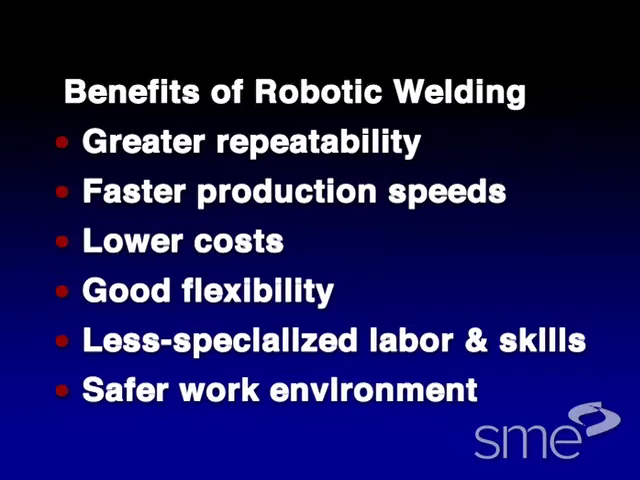 Benefits of Robotic Welding
• Greater repeatability
• Faster production speeds
• Lower costs
• Good flexibility
• Less-specialized labor & skills
• Safer work environment
sme